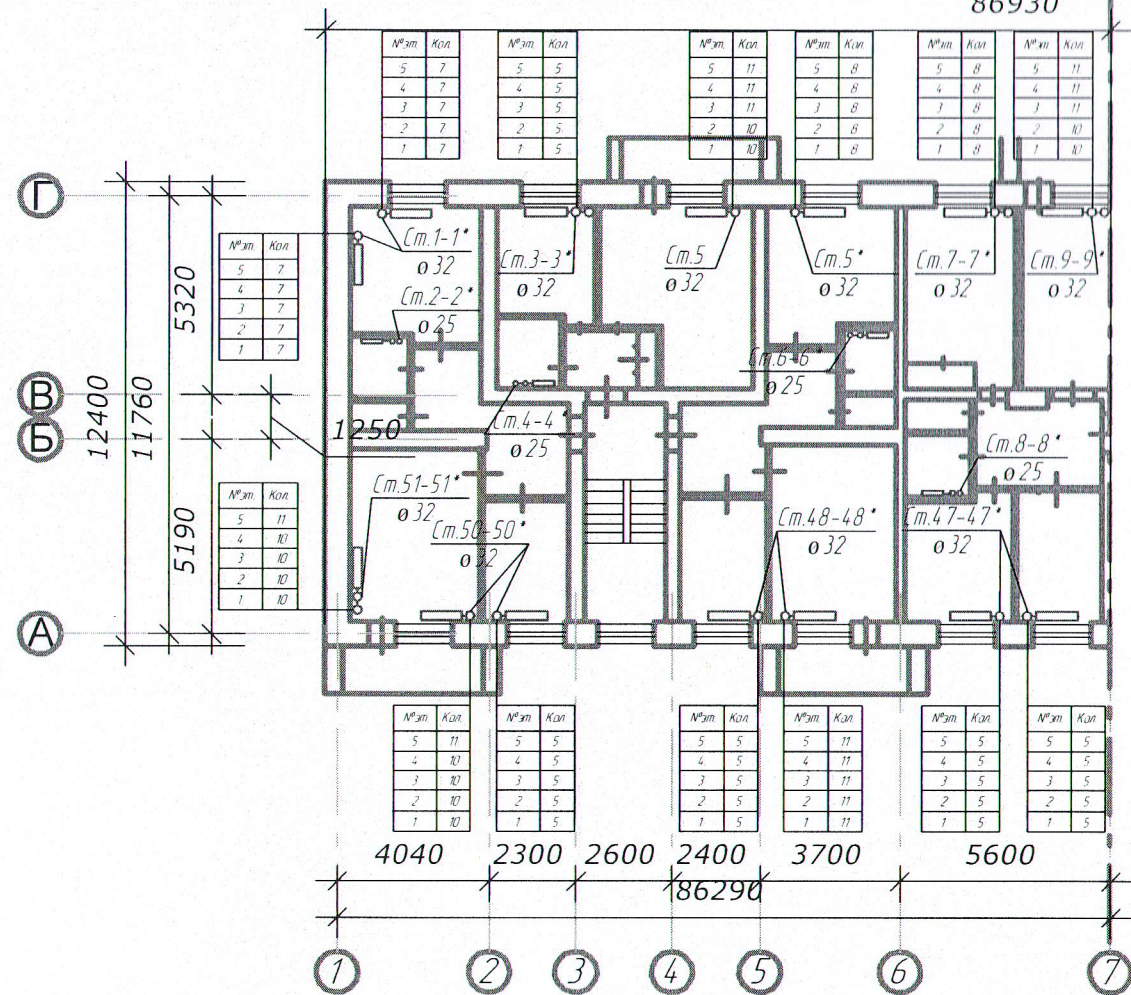 86930
№эт. Кол. №эт. Кол №эт. Кол. №эт. Кол. №эт. Кол. №эт. Кол.
5 7 5 5 5 11 5 8 5 8 5 11
4 7 4 5 4 11 4 8 4 8 4 11
3 7 3 5 3 11 3 8 3 8 3 11
2 7 2 5 2 10 2 8 2 8 2 10
1 7 1 5 1 10 1 8 1 8 1 10
Г
Ст.1-1* Ст.3-3* Ст.5 Ст.5* Ст.7-7* Ст.9-9*
ø32 ø32 ø32 ø32 ø32 ø32
№эт. Кол
5 7
4 7
3 7
2 7
1 7
Ст.2-2*
ø25
5320
Ст.6-6*
ø25
В
12400
11760
Б
1250
Ст.4-4*
ø25
Ст.8-8*
ø25
№эт. Кол
5 11
4 10
3 10
2 10
1 10
Ст.51-51*
ø32
5190
Ст.50-50*
ø32
Ст.48-48*
ø32
Ст.47-47*
ø32
А
№эт. Кол. №эт. Кол. №эт. Кол. №эт. Кол №эт. Кол. №эт. Кол
5 11 5 5 5 5 5 11 5 5 5 5
4 10 4 5 4 5 4 11 4 5 4 5
3 10 3 5 3 5 3 11 3 5 3 5
2 10 2 5 2 5 2 11 2 5 2 5
1 10 1 5 1 5 1 11 1 5 1 5
4040 2300 2600 2400 3700 5600
86290
1 2 3 4 5 6 7